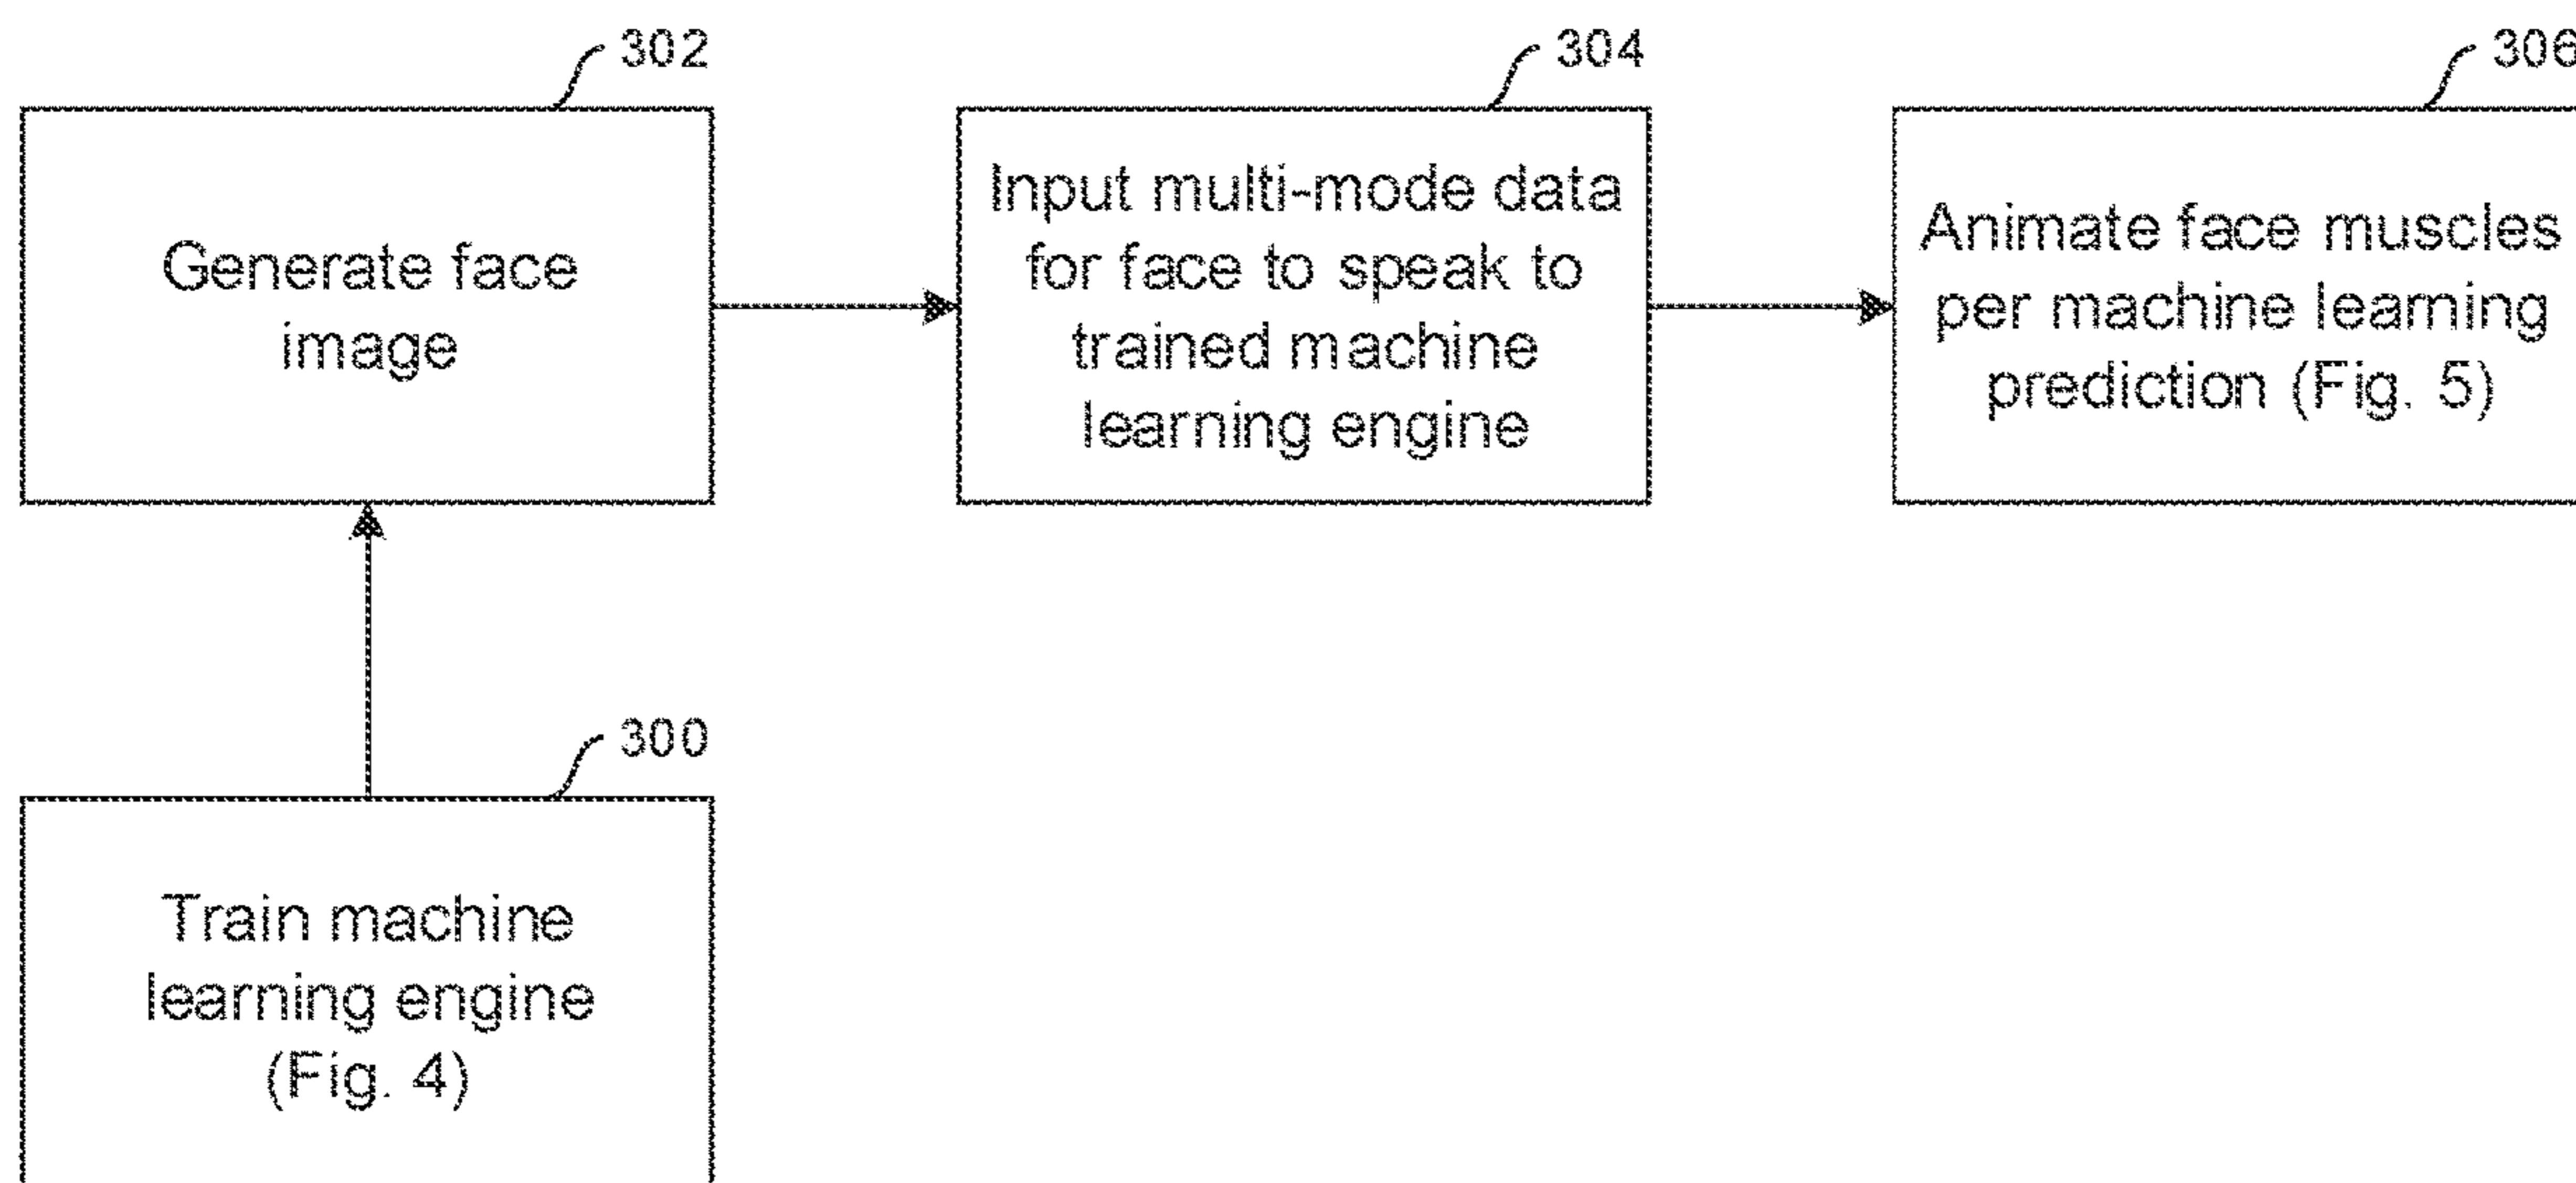 302
304
306
Generate face
image
Input multi-mode data
for face to speak to
trained machine
learning engine
Animate face muscles
per machine learning
prediction (Fig. 5)
300
Train machine
learning engine
(Fig. 4)